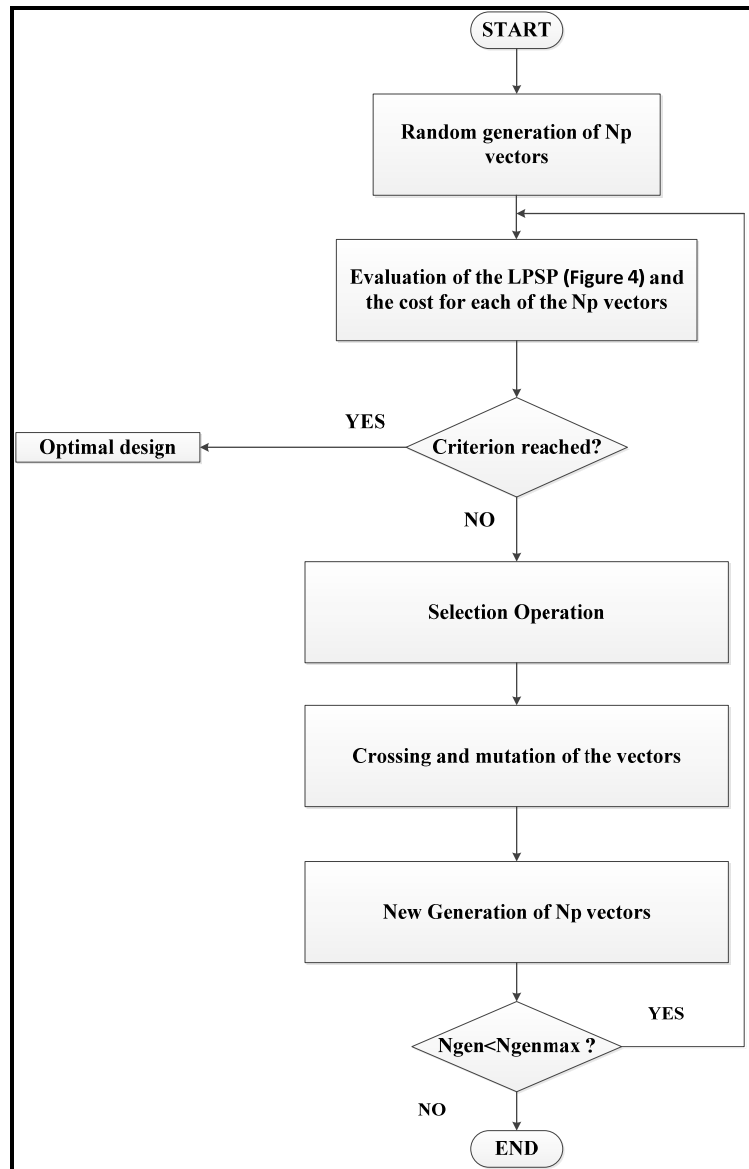 START
Random generation of Np
vectors
Evaluation of the LPSP (Figure 4) and
the cost for each of the Np vectors
YES
Optimal design
Criterion reached?
NO
Selection Operation
Crossing and mutation of the vectors
New Generation of Np vectors
YES
Ngen<Ngenmax ?
NO
END